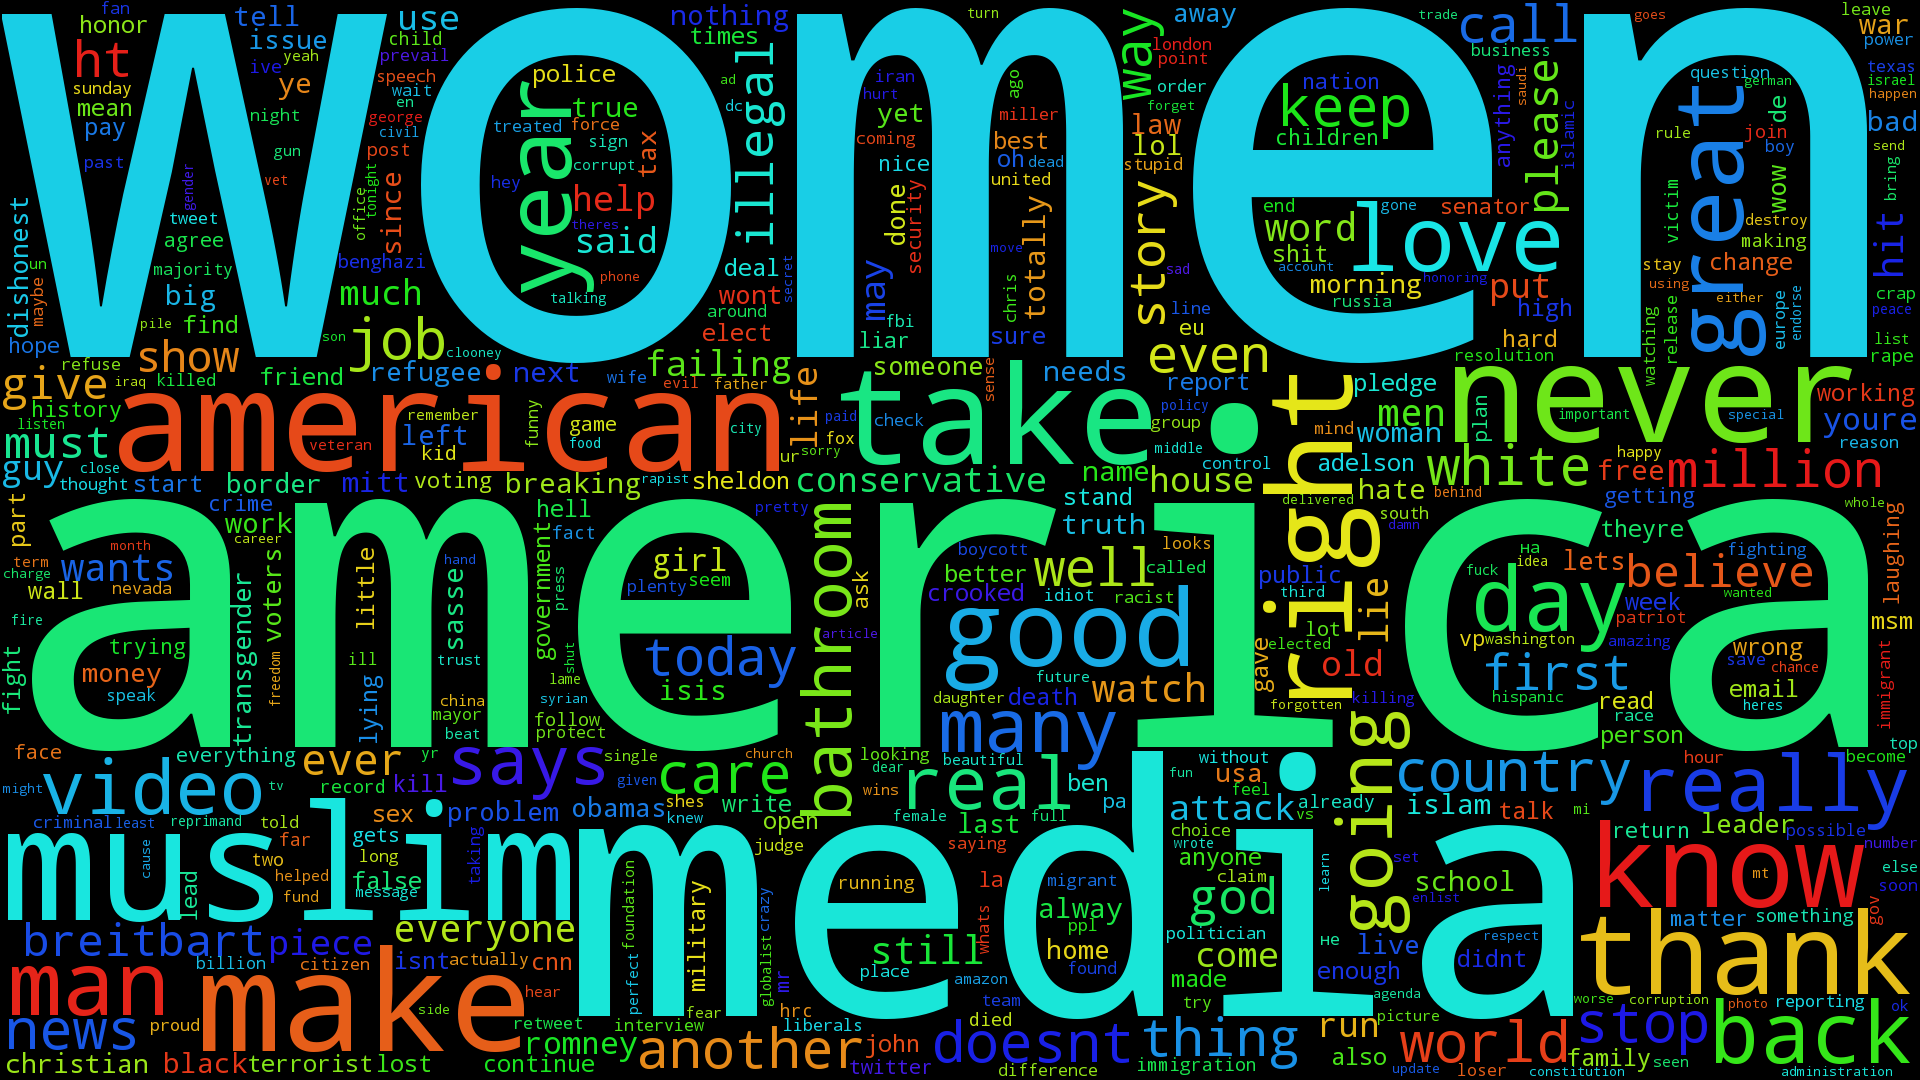 women
america
media
american
take
never
muslim
make
know
thank
great
love
right
good
year
illegal
bathroom
going
day
country
really
real
many
says
video
man
news
back
stop
world
thing
doesnt
another
job
show
give
must
guy
failing
even
story
way
please
keep
call
ht
ye
use
issue
tell
honor
fan
child
yeah
prevail
ive
speech
wait
en
george
civil
sunday
mean
pay
past
night
gun
vet
gender
post
since
tonight
office
tweet
agree
majority
benghazi
dishonest
un
maybe
hope
big
pile
find
son
much
clooney
refuse
iraq
killed
friend
refugee
next
wife
evil
father
history
listen
close
thought
start
border
mitt
voting
breaking
rapist
sheldon
remember
left
kid
veteran
funny
game
food
city
life
ur
sorry
paid
fox
check
someone
sense
needs
report
policy
group
middle
control
name
house
conservative
stand
truth
police
true
treated
force
sign
corrupt
hey
help
tax
theres
said
phone
talking
nothing
times
ad
dc
deal
wont
around
elect
secret
away
turn
iran
hurt
ago
yet
miller
coming
best
oh
dead
nice
united
done
security
totally
move
may
chris
fbi
liar
sure
london
point
order
forget
law
lol
stupid
sad
line
eu
nation
children
end
gone
senator
word
shit
account
honoring
morning
russia
put
high
hard
resolution
trade
business
anything
saudi
islamic
goes
leave
war
power
question
german
texas
israel
happen
de
bad
rule
join
boy
send
victim
wow
bring
destroy
making
stay
change
using
either
hit
europe
endorse
crap
peace
release
watching
list
rape
pledge
men
woman
mind
adelson
plan
important
special
working
youre
reason
white
free
happy
million
hate
behind
delivered
south
damn
getting
whole
theyre
part
crime
work
career
term
month
charge
wants
wall
nevada
fire
trying
money
speak
fight
transgender
voters
freedom
little
ill
lying
sasse
hand
trust
china
mayor
beat
hell
fact
government
press
girl
plenty
seem
pretty
today
isis
shut
lame
syrian
follow
protect
article
ask
boycott
better
well
crooked
idiot
looks
called
racist
public
third
lot
elected
lie
gave
old
future
daughter
death
watch
forgotten
killing
fuck
на
idea
lets
believe
fighting
wanted
week
patriot
vp
washington
amazing
first
hispanic
wrong
save
chance
read
email
heres
race
person
msm
laughing
immigrant
face
everything
ever
yr
single
church
looking
beautiful
without
hour
become
top
might
tv
record
kill
given
care
dear
wins
ben
usa
feel
fun
pa
attack
vs
already
islam
talk
mi
criminal
least
reprimand
told
sex
problem
obamas
shes
knew
write
open
female
last
full
choice
wrote
return
leader
possible
number
cause
far
two
gets
long
helped
fund
false
message
lead
taking
judge
saying
running
migrant
anyone
claim
learn
set
school
enlist
mt
else
soon
la
god
alway
ppl
breitbart
piece
everyone
military
foundation
perfect
crazy
globalist
still
whats
home
found
politician
не
live
respect
didnt
matter
something
gov
billion
citizen
isnt
actually
cnn
hear
place
amazon
come
made
enough
agenda
side
fear
mr
hrc
team
try
worse
corruption
photo
reporting
ok
proud
retweet
interview
liberals
died
picture
run
christian
black
terrorist
lost
continue
romney
john
twitter
difference
immigration
also
update
loser
family
constitution
seen
administration